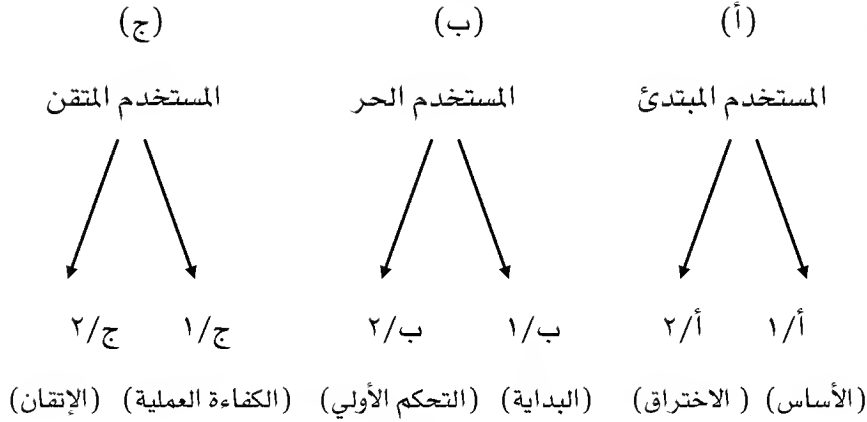 (أ) (ب) (ج)
المستخدم المبتدئ المستخدم الحر المستخدم المتقن
أ/١ أ/٢ ب/١ ب/٢ ج/١ ج/٢
(الأساس) ( الاختراق) (البداية) (التحكم الأولي) (الكفاءة العملية) (الإتقان)